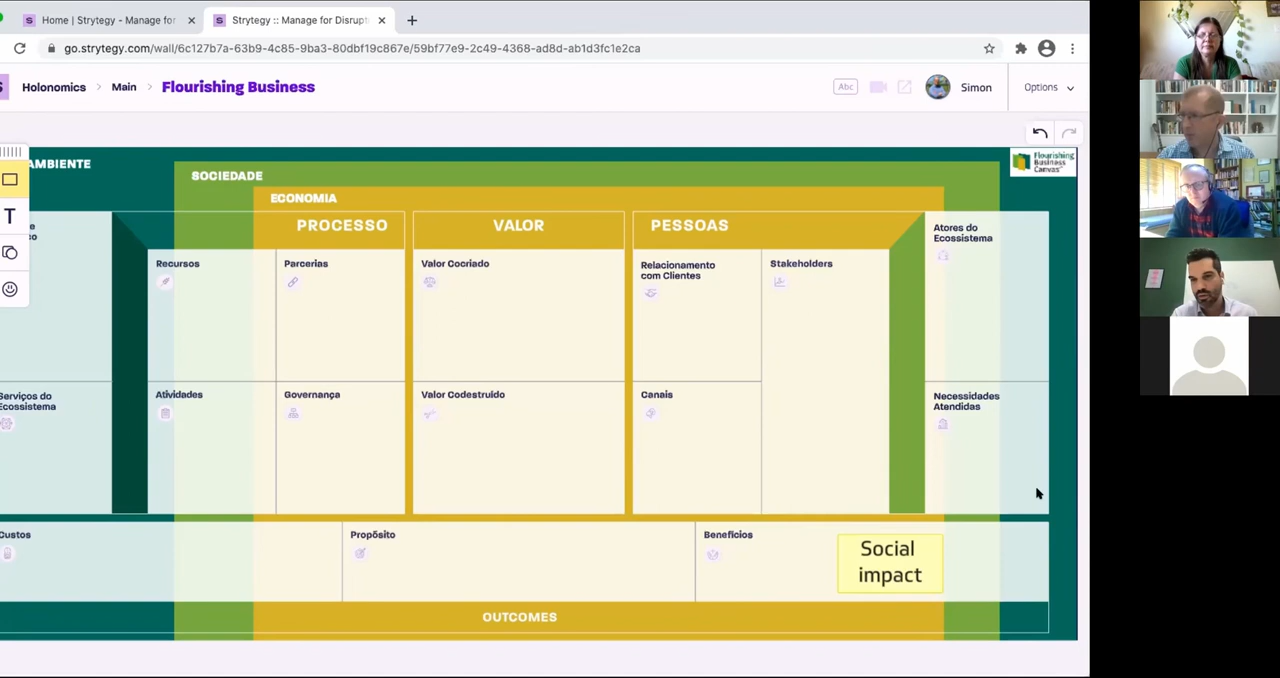 Home | Strytegy - Manage for
Strytegy :: Manage for Disrupt
go.strytegy.com/wall/6c127b7a-63b9-4c85-9ba3-80dbf19c867e/59bf77e9-2c49-4368-ad8d-ab1d3fc1e2ca
S
Holonomics > Main > Flourishing Business
Abc
Simon
Options
AMBIENTE
SOCIEDADE
ECONOMIA
Flourishing
Business
Canvas
PROCESSO
VALOR
PESSOAS
T
Recursos
Parcerias
Valor Cocriado
Relacionamento
com Clientes
Stakeholders
Atores do
Ecossistema
Serviços do
Ecossistema
Atividades
Governança
Valor Codestruído
Canais
Necessidades
Atendidas
Custos
Propósito
Benefícios
Social
impact
OUTCOMES